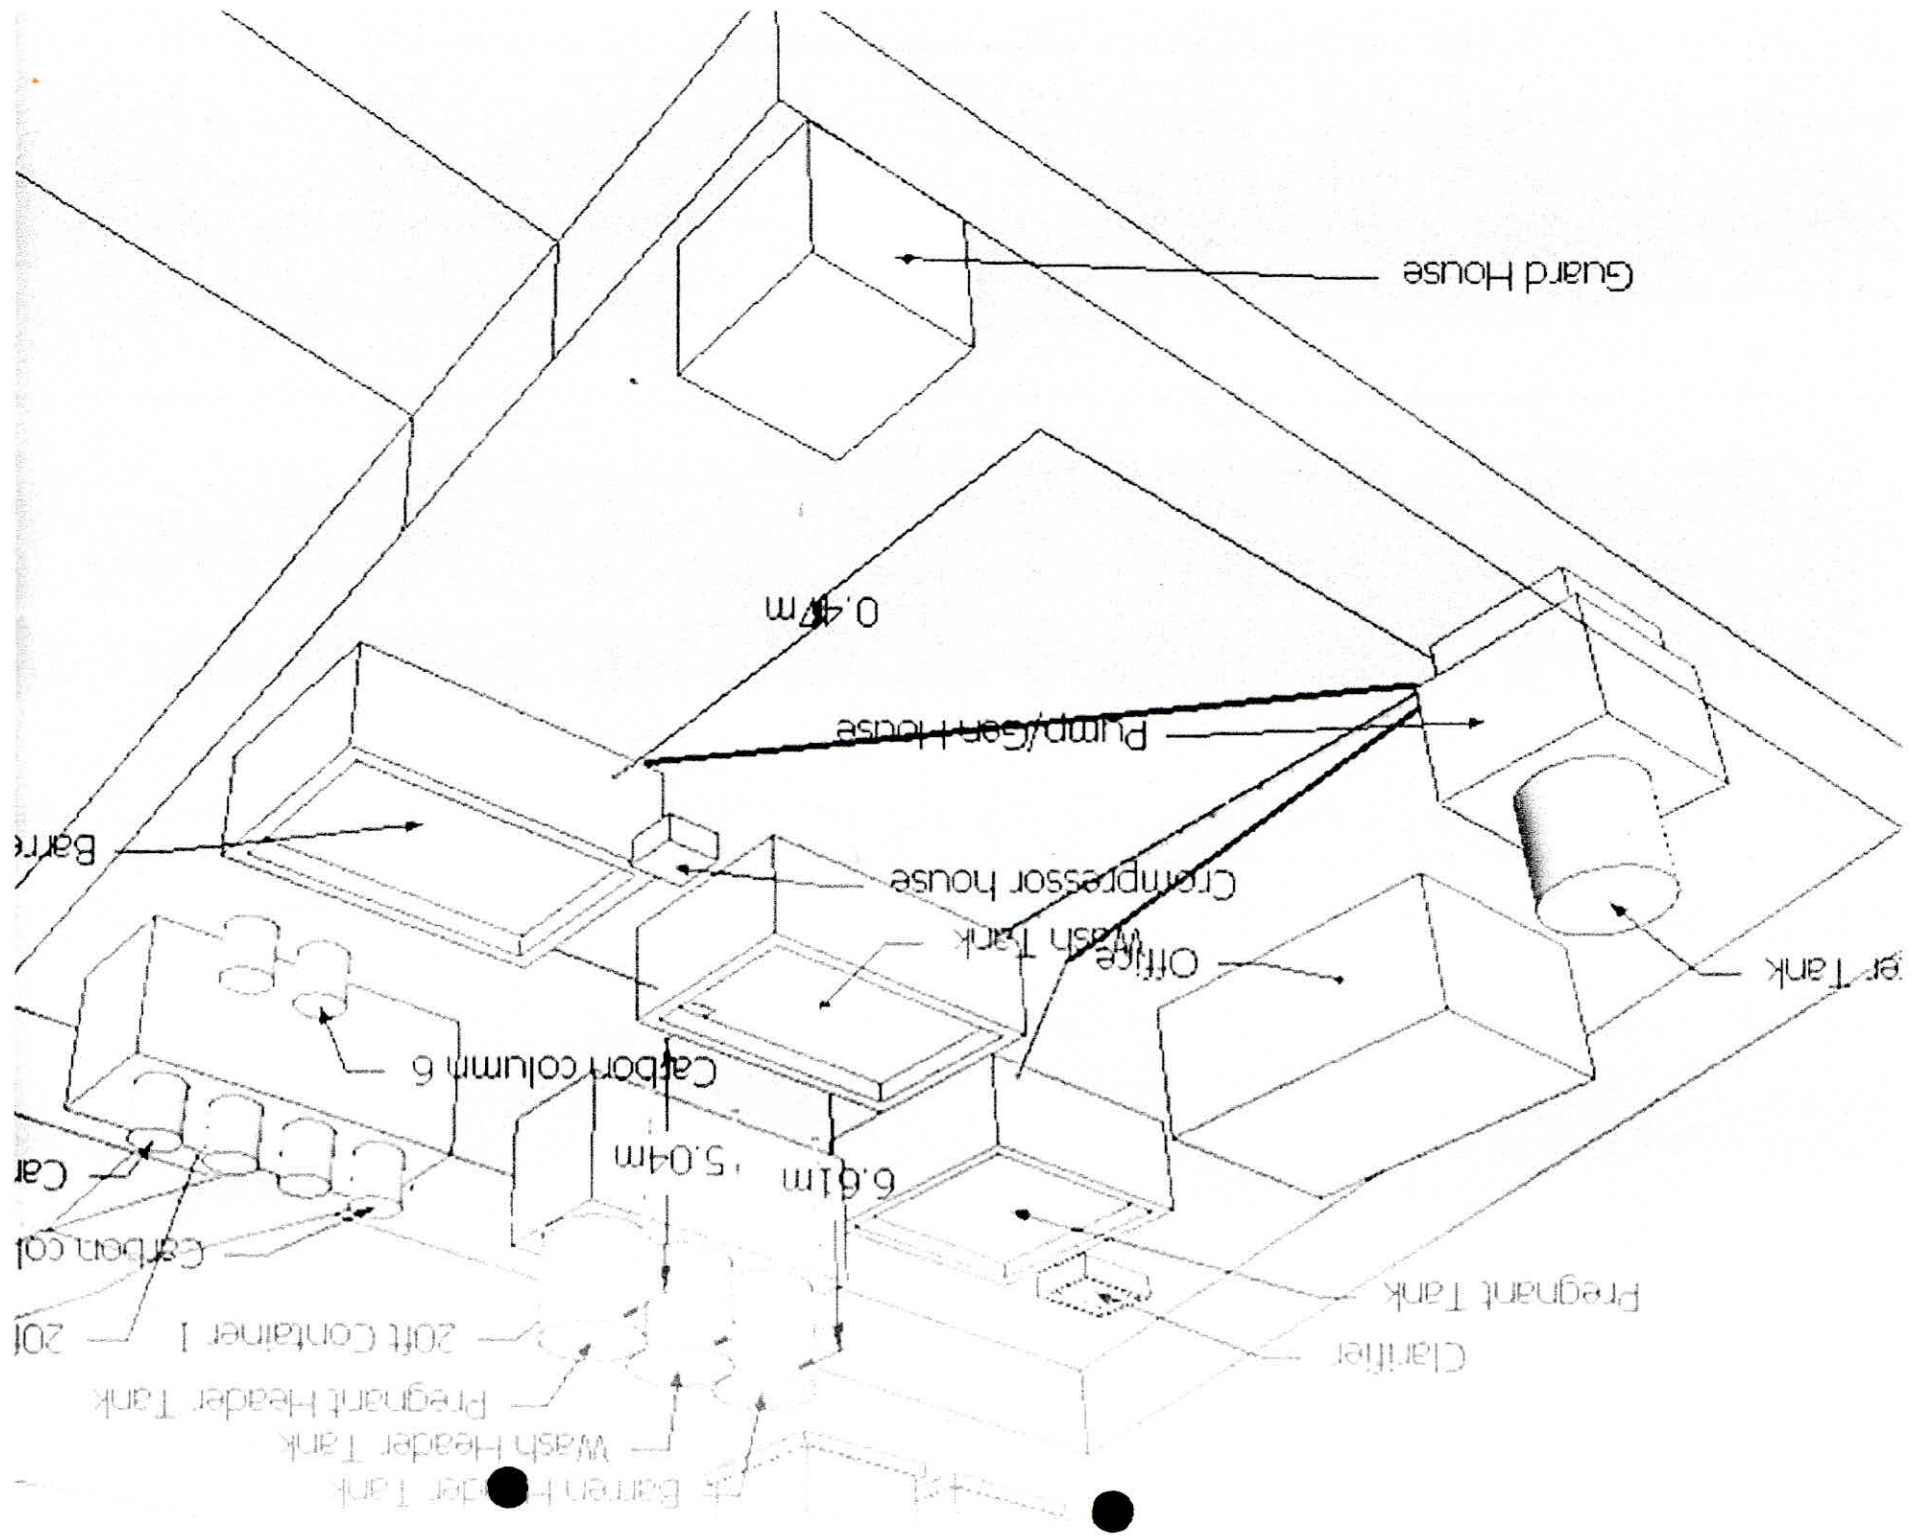 Barren Header Tank
Wash Header Tank
Pregnant Header Tank
Clarifier
20ft Container 1
20f
Pregnant Tank
Carbon col
6.61m
5.04m
Car
Carbon column 6
er Tank
Office
Wash Tank
Crompressor house
Barre
Pump/Gen House
0.47m
Guard House